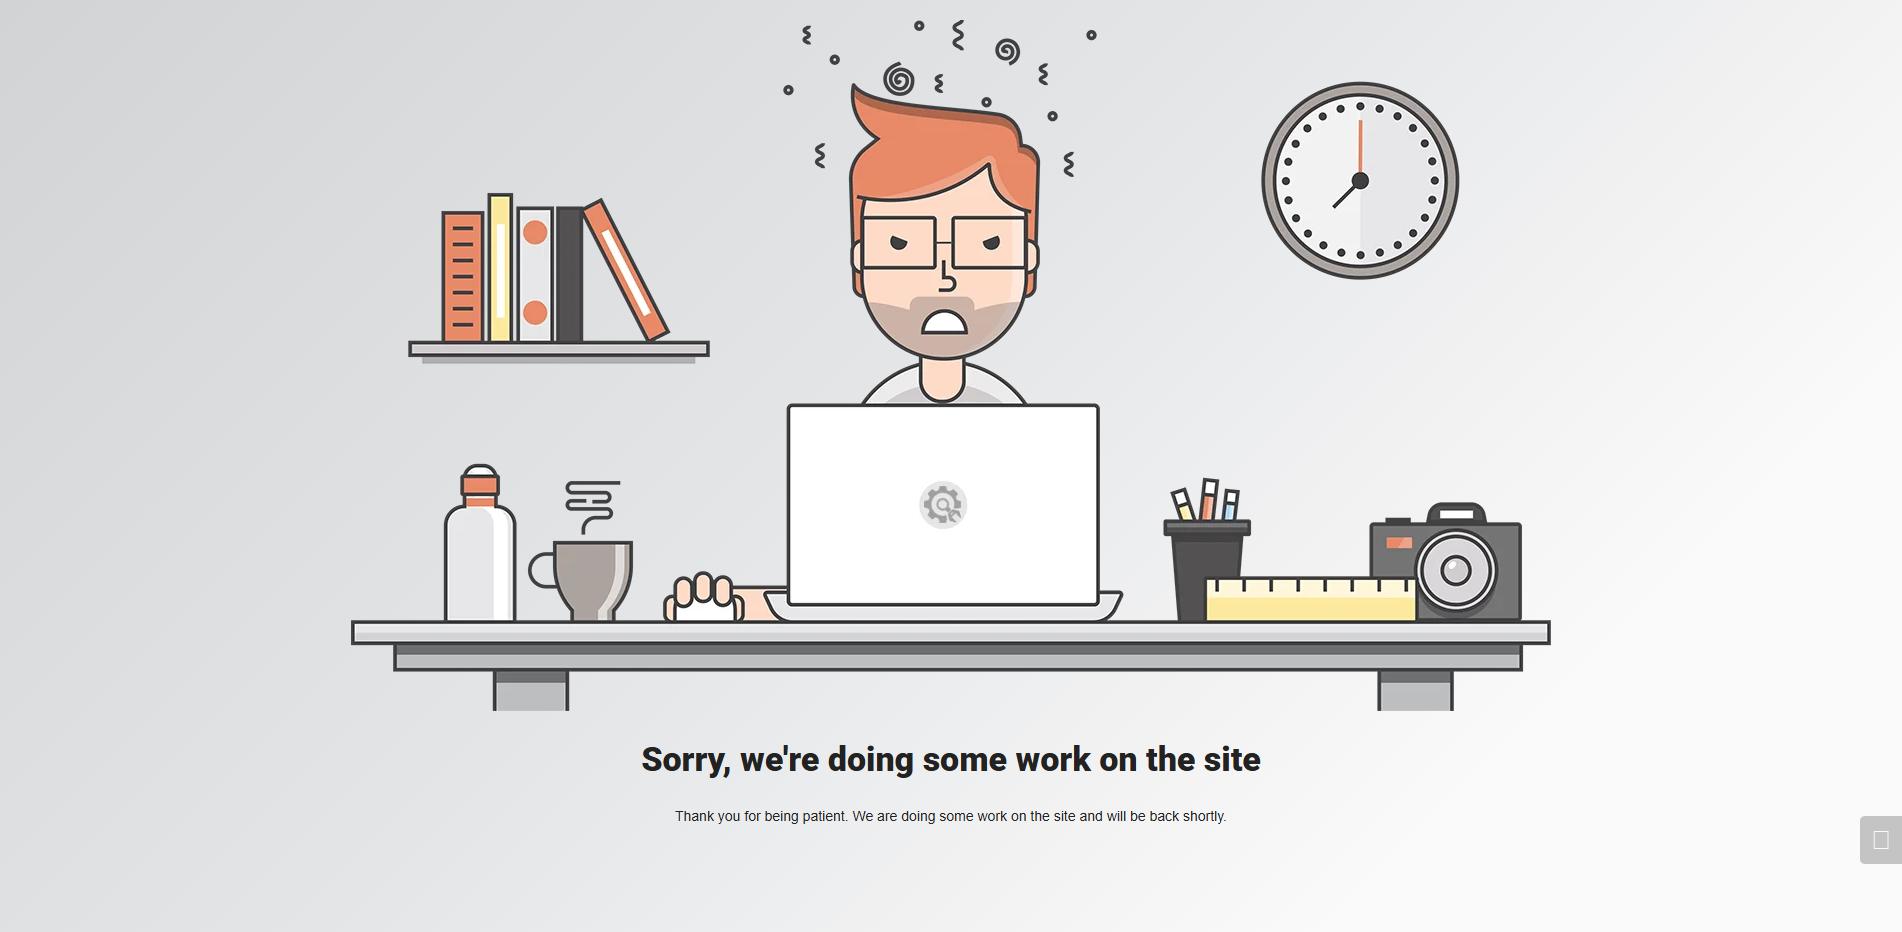 Sorry, we're doing some work on the site
Thank you for being patient. We are doing some work on the site and will be back shortly.